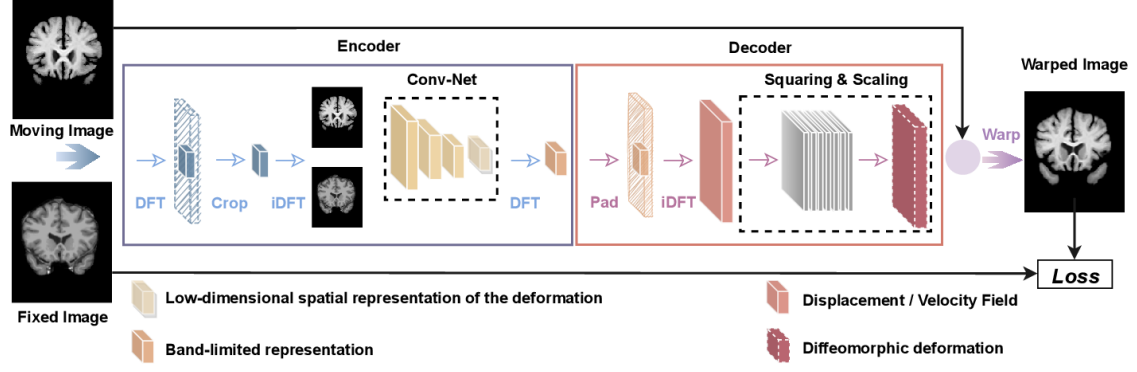 Encoder
Decoder
Conv-Net
Squaring & Scaling
Warped Image
Moving Image
Warp
DFT
Crop
iDFT
DFT
Pad
iDFT
Fixed Image
Loss
Low-dimensional spatial representation of the deformation
Displacement / Velocity Field
Band-limited representation
Diffeomorphic deformation